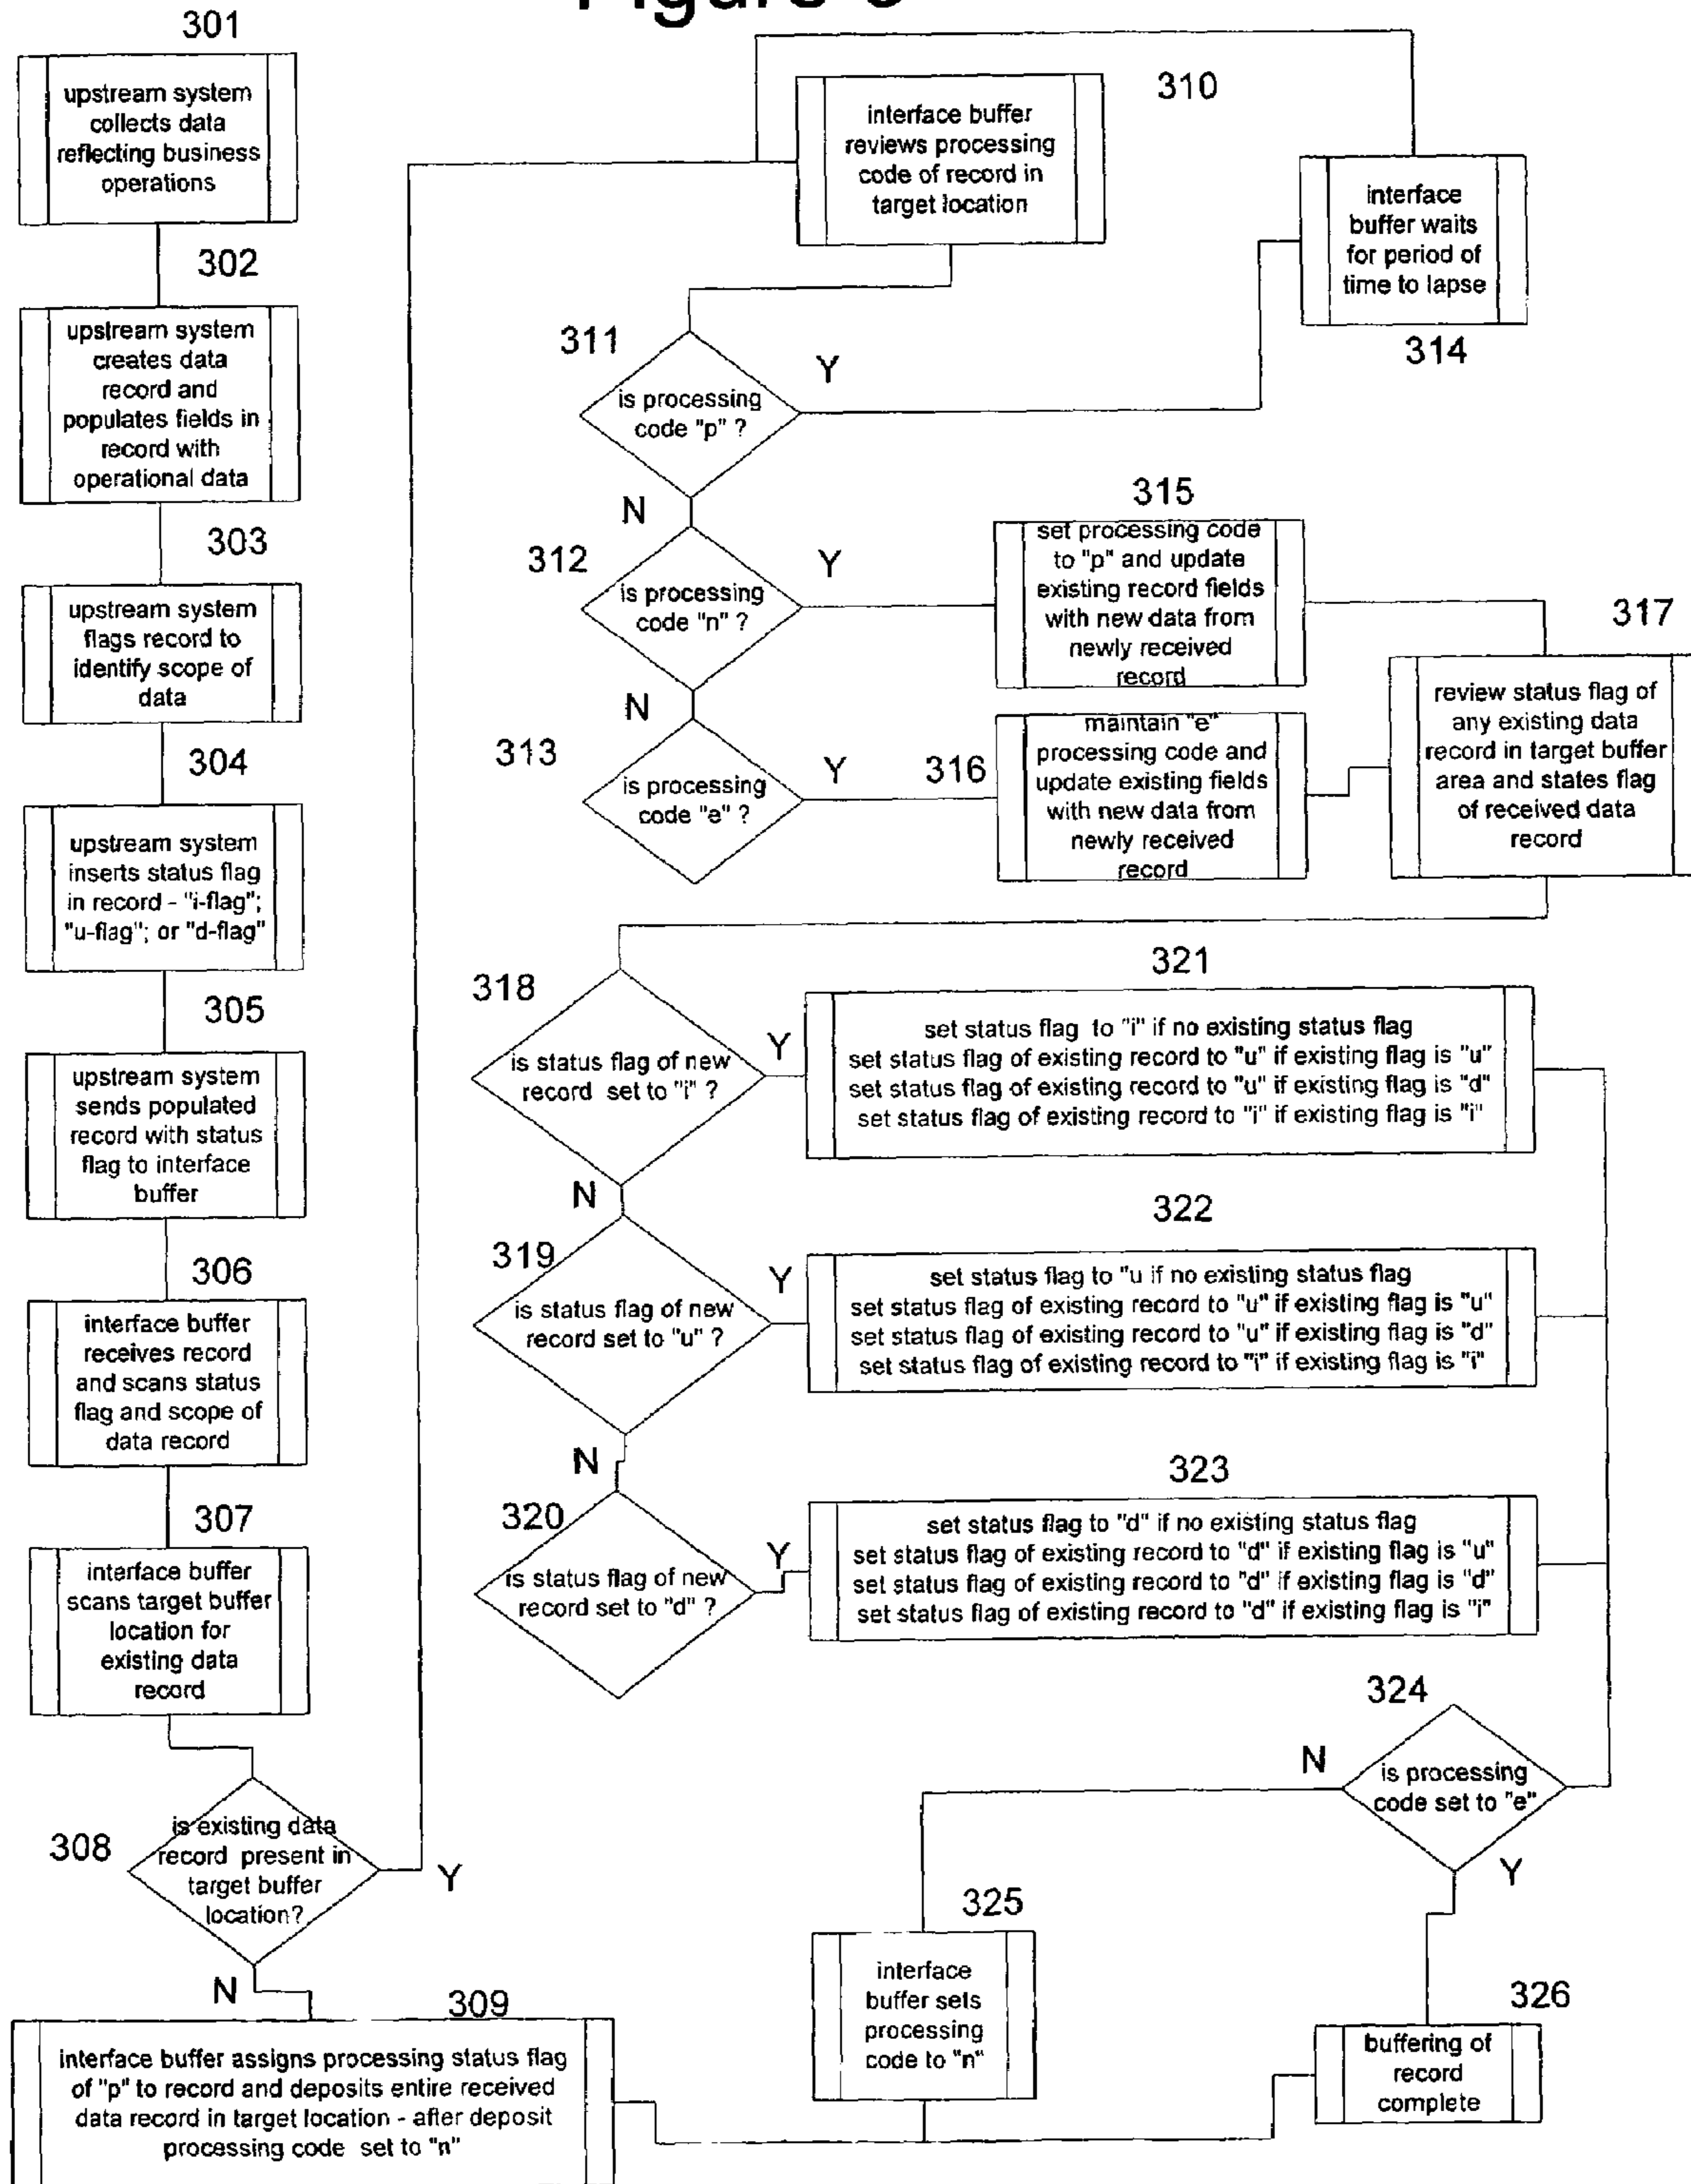 301
upstream system
collects data
reflecting business
operations
302
upstream system
creates data
record and
populates fields in
record with
operational data
303
upstream system
flags record to
identify scope of
data
304
upstream system
inserts status flag
in record - "i-flag";
"u-flag"; or "d-flag"
305
upstream system
sends populated
record with status
flag to interface
buffer
306
interface buffer
receives record
and scans status
flag and scope of
data record
307
interface buffer
scans target buffer
location for
existing data
record
308
is existing data
record present in
target buffer
location?
Y
N
309
interface buffer assigns processing status flag
of "p" to record and deposits entire received
data record in target location - after deposit
processing code set to "n"
310
interface buffer
reviews processing
code of record in
target location
311
is processing
code "p" ?
Y
N
314
interface
buffer waits
for period of
time to lapse
312
is processing
code "n" ?
Y
N
315
set processing code
to "p" and update
existing record fields
with new data from
newly received
record
313
is processing
code "e" ?
Y
316
maintain "e"
processing code and
update existing fields
with new data from
newly received
record
317
review status flag of
any existing data
record in target buffer
area and states flag
of received data
record
318
is status flag of new
record set to "i" ?
Y
N
321
set status flag to "i" if no existing status flag
set status flag of existing record to "u" if existing flag is "u"
set status flag of existing record to "u" if existing flag is "d"
set status flag of existing record to "i" if existing flag is "i"
319
is status flag of new
record set to "u" ?
Y
N
322
set status flag to "u if no existing status flag
set status flag of existing record to "u" if existing flag is "u"
set status flag of existing record to "u" if existing flag is "d"
set status flag of existing record to "i" if existing flag is "i"
320
is status flag of new
record set to "d" ?
Y
323
set status flag to "d" if no existing status flag
set status flag of existing record to "d" if existing flag is "u"
set status flag of existing record to "d" if existing flag is "d"
set status flag of existing record to "d" if existing flag is "i"
324
is processing
code set to "e"
N
Y
325
interface
buffer sets
processing
code to "n"
326
buffering of
record
complete